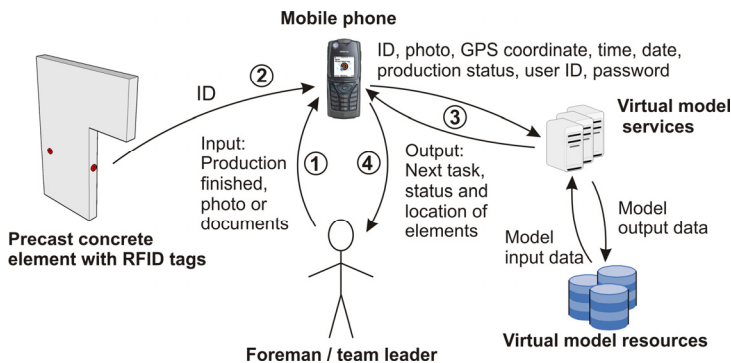 Mobile phone
ID, photo, GPS coordinate, time, date,
production status, user ID, password
2
ID
3
Virtual model
services
Input:
Production
finished,
photo or
documents
1
4
Output:
Next task,
status and
location of
elements
Precast concrete
element with RFID tags
Model
input data
Model
output data
Foreman / team leader
Virtual model resources